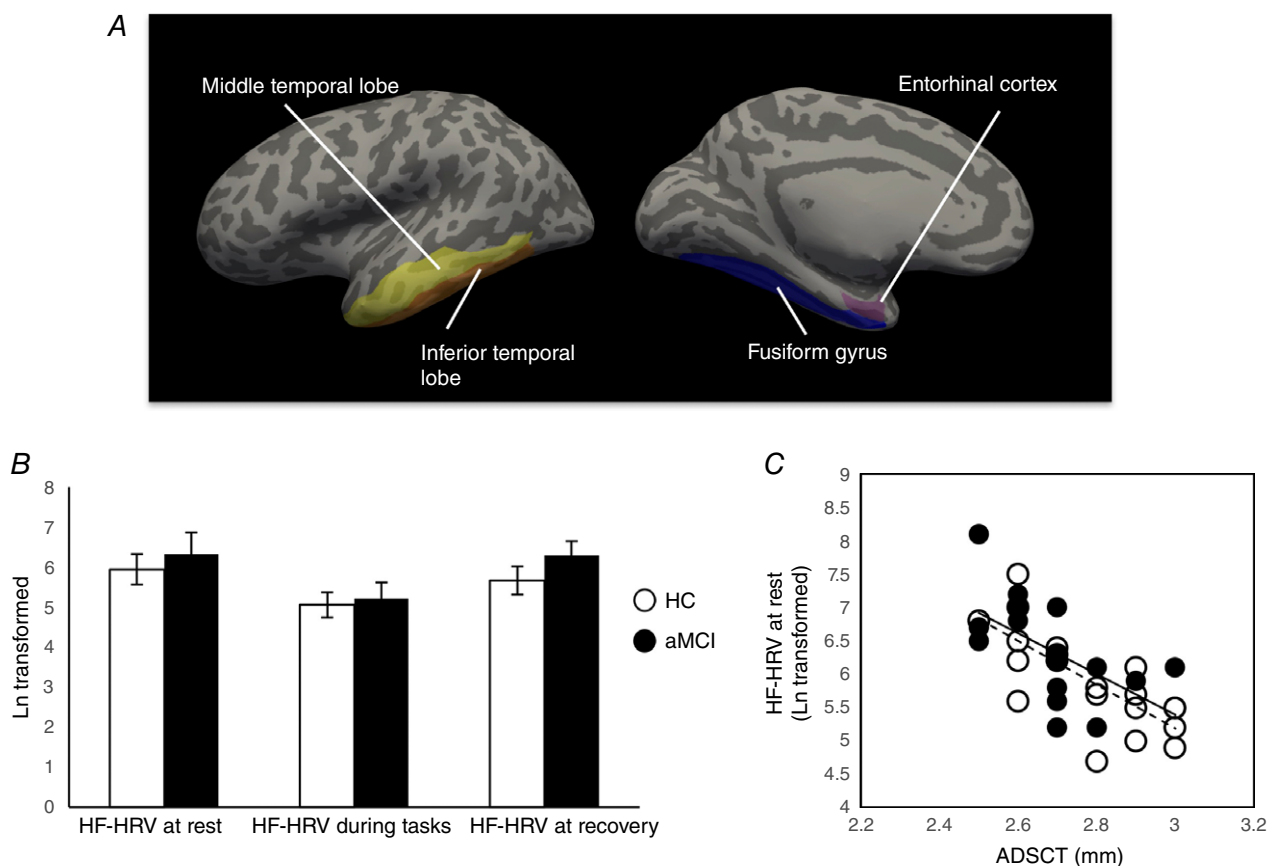 A
Middle temporal lobe
Entorhinal cortex
Inferior temporal
lobe
Fusiform gyrus
B
8
7
6
5
4
3
2
1
0
Ln transformed
HF-HRV at rest
HF-HRV during tasks
HF-HRV at recovery
HC
aMCI
C
9
8.5
8
7.5
7
6.5
6
5.5
5
4.5
4
HF-HRV at rest
(Ln transformed)
2.2
2.4
2.6
2.8
3
3.2
ADSCT (mm)